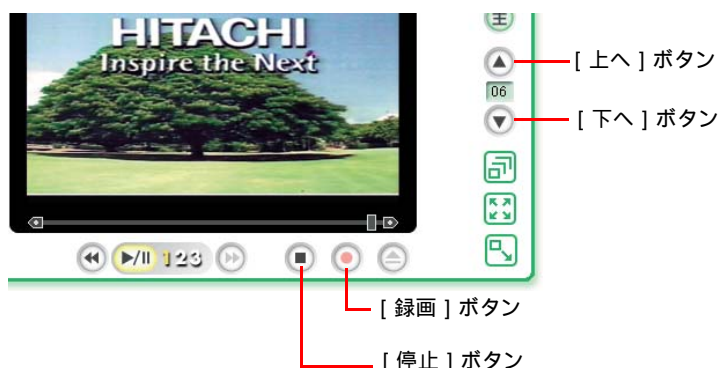 HITACHI
Inspire the Next
主
[ 上へ ] ボタン
06
[ 下へ ] ボタン
123
[ 録画 ] ボタン
[ 停止 ] ボタン